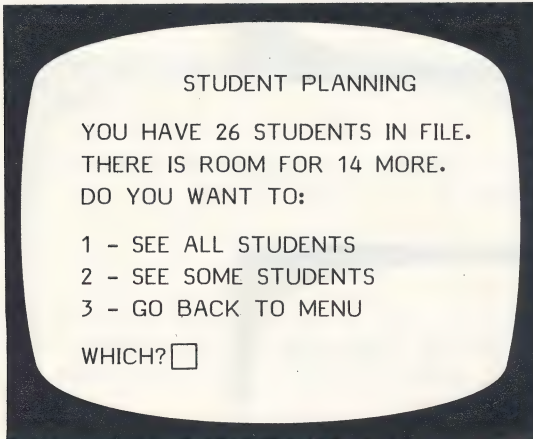 STUDENT PLANNING
YOU HAVE 26 STUDENTS IN FILE.
THERE IS ROOM FOR 14 MORE.
DO YOU WANT TO:
1 - SEE ALL STUDENTS
2 - SEE SOME STUDENTS
3 - GO BACK TO MENU
WHICH?